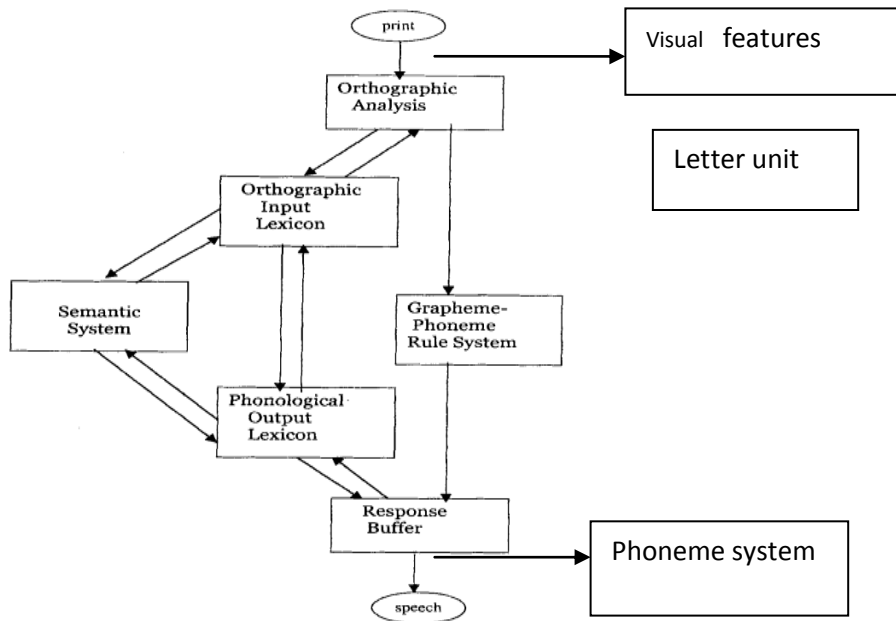 print
Visual features
Orthographic
Analysis
Letter unit
Orthographic
Input
Lexicon
Semantic
System
Grapheme-
Phoneme
Rule System
Phonological
Output
Lexicon
Response
Buffer
Phoneme system
speech